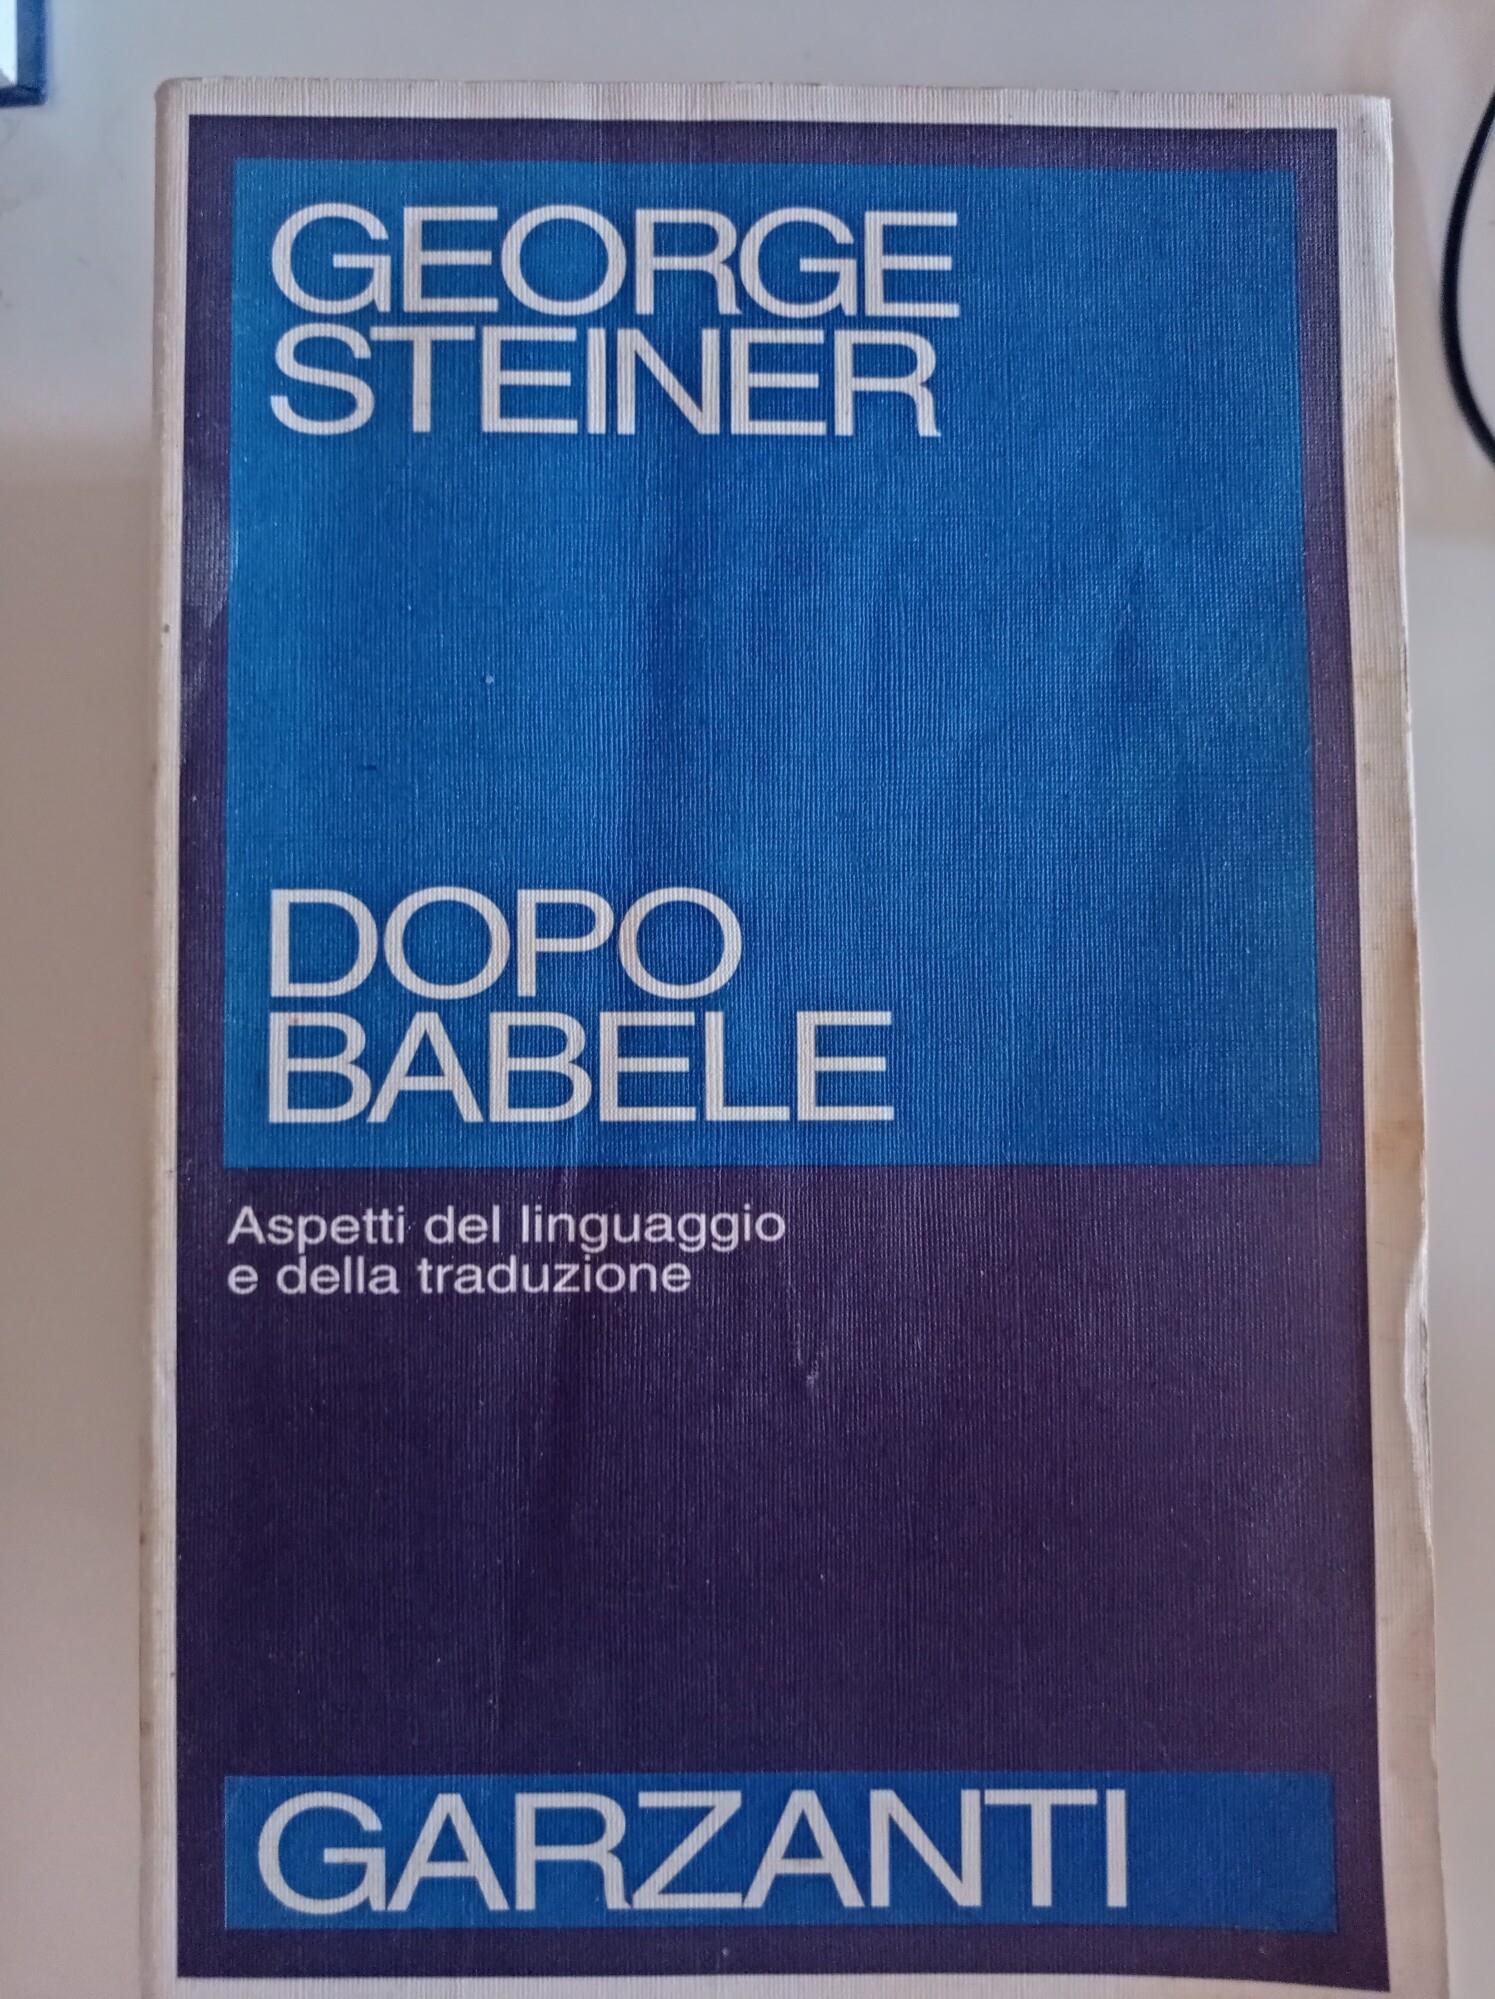 GEORGE
STEINER
DOPO
BABELE
Aspetti del linguaggio
e della traduzione
GARZANTI